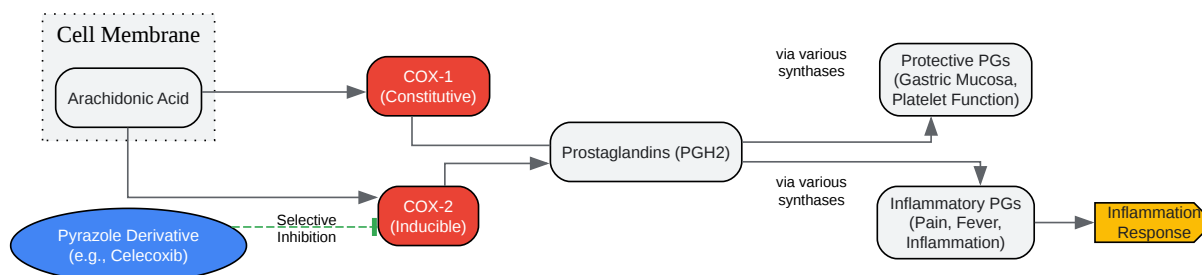 Cell Membrane
Arachidonic Acid
COX-1
(Constitutive)
via various
synthases
Protective PGs
(Gastric Mucosa,
Platelet Function)
Prostaglandins (PGH2)
COX-2
(Inducible)
via various
synthases
Inflammatory PGs
(Pain, Fever,
Inflammation)
Inflammation
Response
Pyrazole Derivative
(e.g., Celecoxib)
Selective
Inhibition